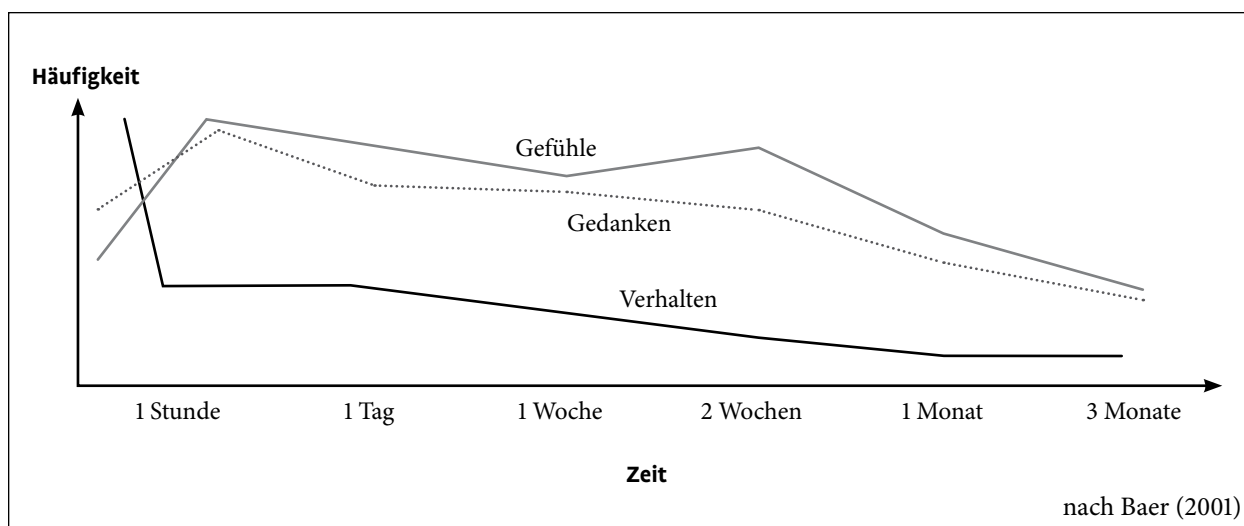 Häufigkeit
Gefühle
Gedanken
Verhalten
1 Stunde 1 Tag 1 Woche 2 Wochen 1 Monat 3 Monate
Zeit
nach Baer (2001)